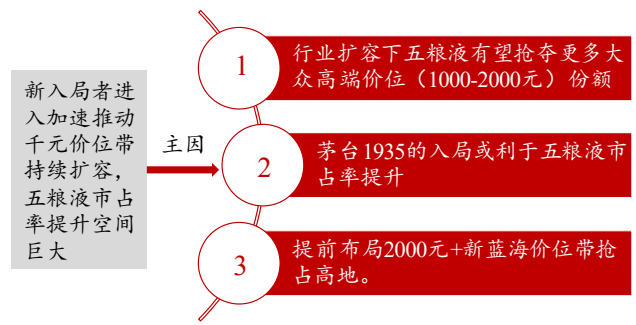 新入局者进
入加速推动
千元价位带
持续扩容，
五粮液市占
率提升空间
巨大
主因
1
行业扩容下五粮液有望抢夺更多大
众高端价位（1000-2000元）份额
2
茅台1935的入局或利于五粮液市
占率提升
3
提前布局2000元+新蓝海价位带抢
占高地。